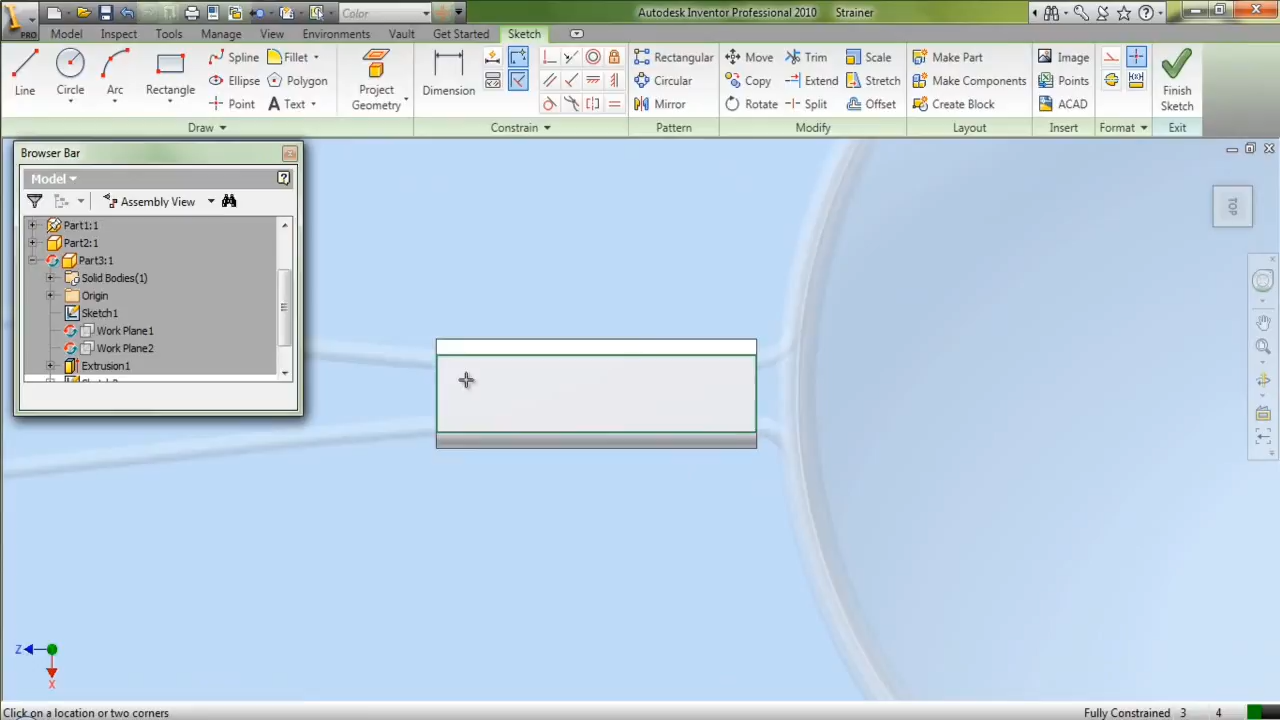 Color
Autodesk Inventor Professional 2010 Strainer
PRO
Model Inspect Tools Manage View Environments Vault Get Started Sketch
Line Circle Arc Rectangle
Spline Fillet
Ellipse Polygon
Point Text
Project Geometry
Dimension
Rectangular
Circular
Mirror
Move Trim Scale
Copy Extend Stretch
Rotate Split Offset
Make Part
Make Components
Create Block
Image
Points
ACAD
Finish Sketch
Draw Constrain Pattern Modify Layout Insert Format Exit
Browser Bar
Model
Assembly View
Part1:1
Part2:1
Part3:1
Solid Bodies(1)
Origin
Sketch1
Work Plane1
Work Plane2
Extrusion1
TOP
Z
X
Click on a location or two corners
Fully Constrained 3 4